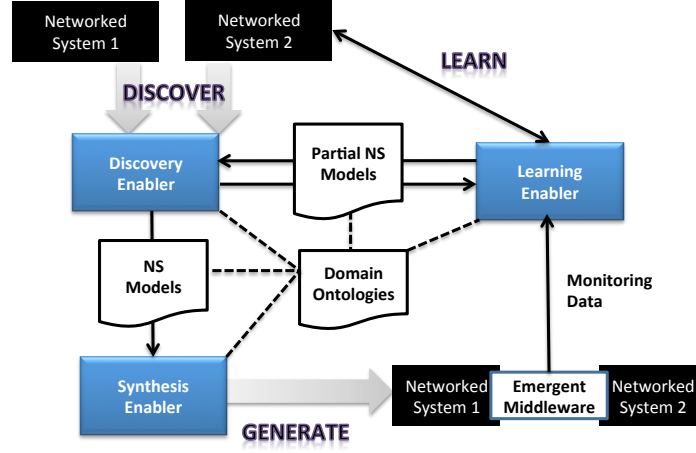 Networked
System 1
Networked
System 2
LEARN
DISCOVER
Discovery
Enabler
Partial NS
Models
Learning
Enabler
NS
Models
Domain
Ontologies
Monitoring
Data
Synthesis
Enabler
GENERATE
Networked
System 1
Emergent
Middleware
Networked
System 2